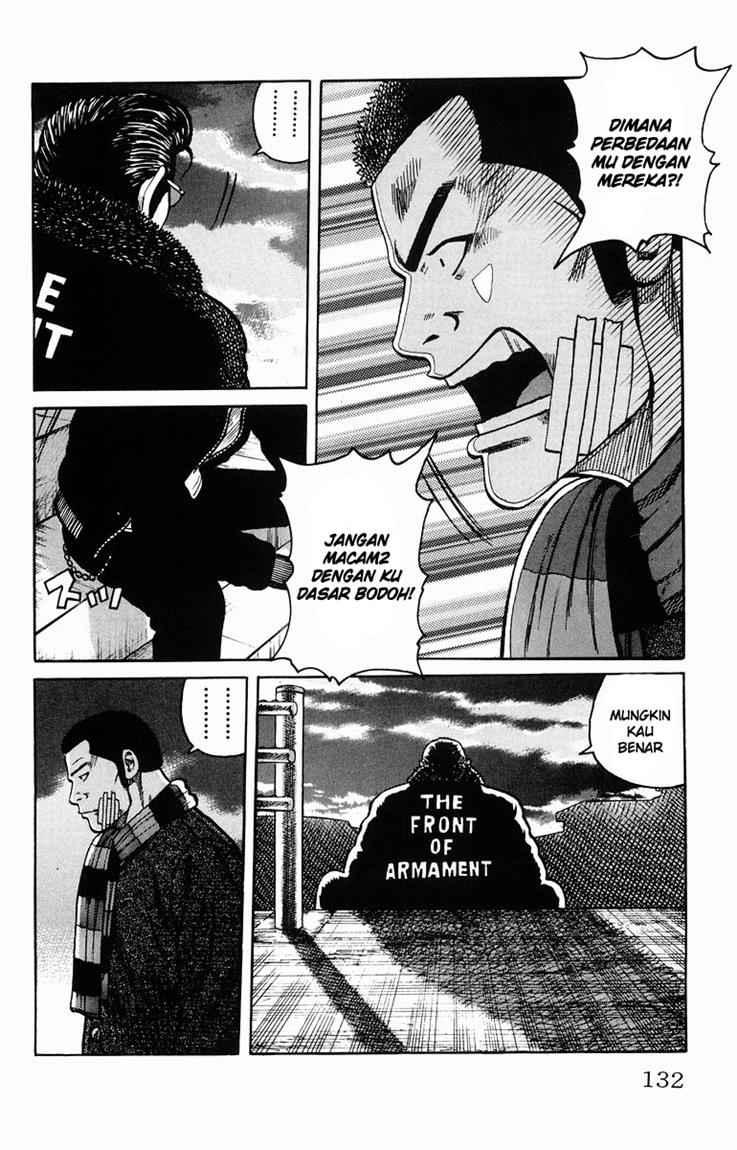 DIMANA
PERBEDAAN
MU DENGAN
MEREKA?!
E
NT
JANGAN
MACAM2
DENGAN KU
DASAR BODOH!
MUNGKIN
KAU
BENAR
THE
FRONT
OF
ARMAMENT
132